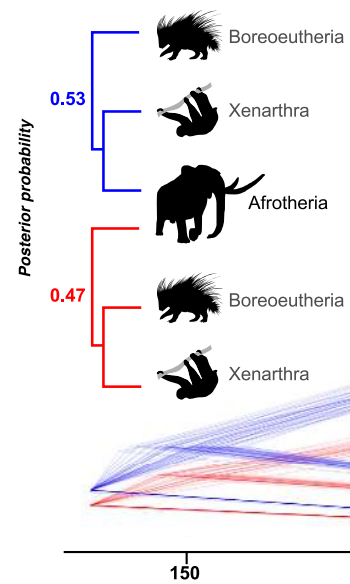 Boreoeutheria
0.53
Xenarthra
Posterior probability
Afrotheria
0.47
Boreoeutheria
Xenarthra
150